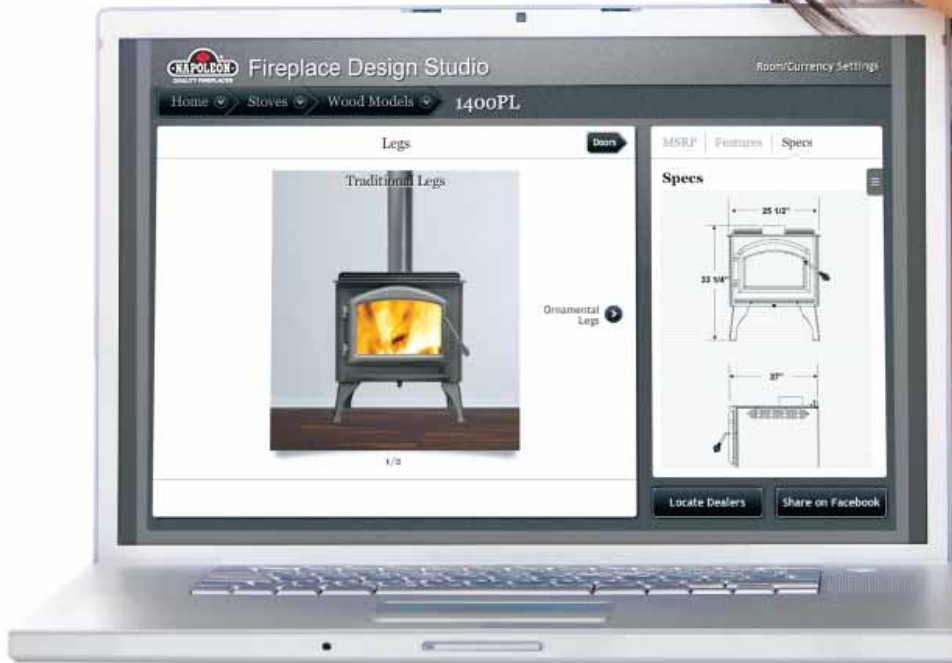 NAPOLEON
QUALITY FIREPLACES
Fireplace Design Studio
Room/Currency Settings
Home
Stoves
Wood Models
1400PL
Legs
Doors
Traditional Legs
Ornamental
Legs
1/2
MSRP
Features
Specs
Specs
25 1/2"
33 1/4"
27"
Locate Dealers
Share on Facebook